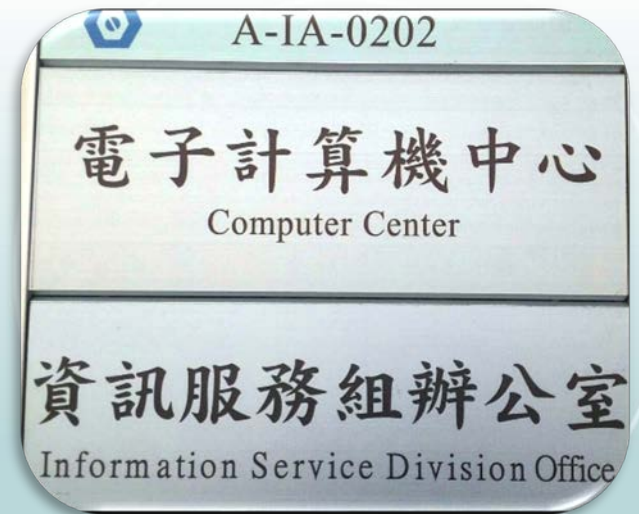 A-IA-0202
電子計算機中心
Computer Center
資訊服務組辦公室
Information Service Division Office